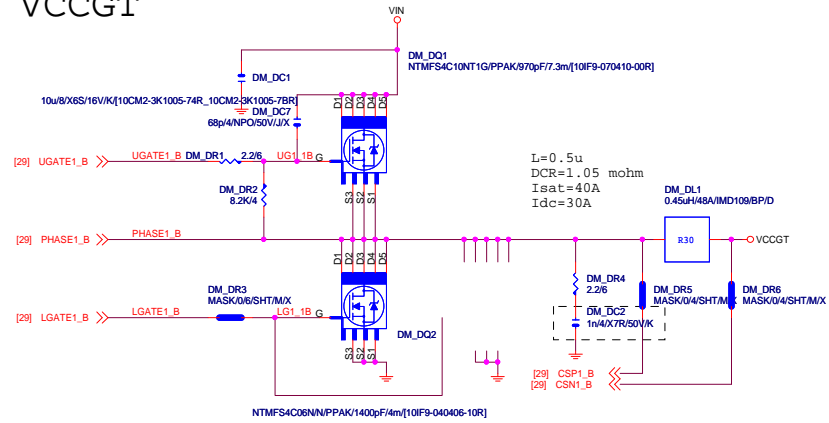 VCCGT
VIN
DM_DQ1
NTMFS4C10NT1G/PPAK/970pF/7.3m/[10IF9-070410-00R]
DM_DC1
10u/8/X6S/16V/K/[10CM2-3K1005-74R_10CM2-3K1005-7BR]
DM_DC7
68p/4/NPO/50V/J/X
D1 D2 D3 D4 D5
[29] UGATE1_B UGATE1_B DM_DR1 2.2/6 UG1_1B G
DM_DR2
8.2K/4
S3 S2 S1
L=0.5u
DCR=1.05 mohm
Isat=40A
Idc=30A
DM_DL1
0.45uH/48A/IMD109/BP/D
[29] PHASE1_B PHASE1_B R30 VCCGT
D1 D2 D3 D4 D5
DM_DR3
MASK/0/6/SHT/M/X
DM_DR4
2.2/6
DM_DR5
MASK/0/4/SHT/M/X
DM_DR6
MASK/0/4/SHT/M/X
[29] LGATE1_B LGATE1_B LG1_1B G
DM_DC2
1n/4/X7R/50V/K
DM_DQ2
S3 S2 S1
[29] CSP1_B
[29] CSN1_B
NTMFS4C06N/N/PPAK/1400pF/4m/[10IF9-040406-10R]